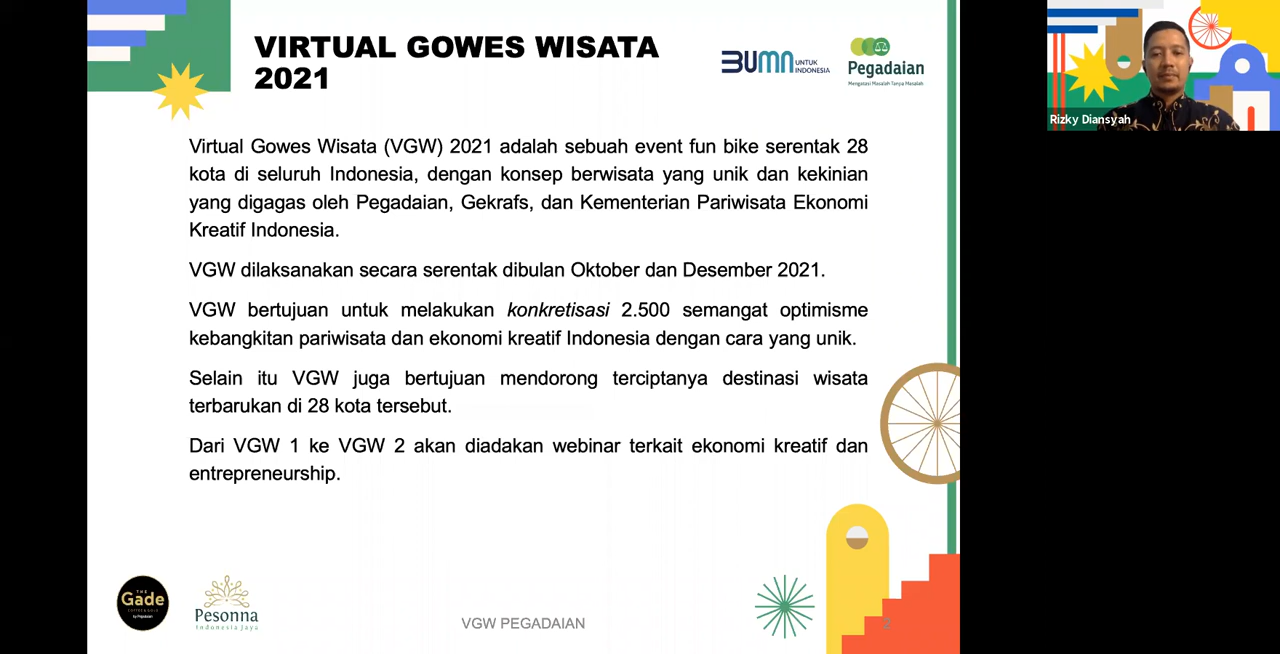 VIRTUAL GOWES WISATA
2021
BUMN UNTUK
INDONESIA
Pegadaian
Mengatasi Masalah Tanpa Masalah
Rizky Diansyah
Virtual Gowes Wisata (VGW) 2021 adalah sebuah event fun bike serentak 28
kota di seluruh Indonesia, dengan konsep berwisata yang unik dan kekinian
yang digagas oleh Pegadaian, Gekrafs, dan Kementerian Pariwisata Ekonomi
Kreatif Indonesia.
VGW dilaksanakan secara serentak dibulan Oktober dan Desember 2021.
VGW bertujuan untuk melakukan konkretisasi 2.500 semangat optimisme
kebangkitan pariwisata dan ekonomi kreatif Indonesia dengan cara yang unik.
Selain itu VGW juga bertujuan mendorong terciptanya destinasi wisata
terbarukan di 28 kota tersebut.
Dari VGW 1 ke VGW 2 akan diadakan webinar terkait ekonomi kreatif dan
entrepreneurship.
THE
Gade
COFFEE & GOLD
by Pegadaian
Pesonna
Indonesia Jaya
VGW PEGADAIAN
2